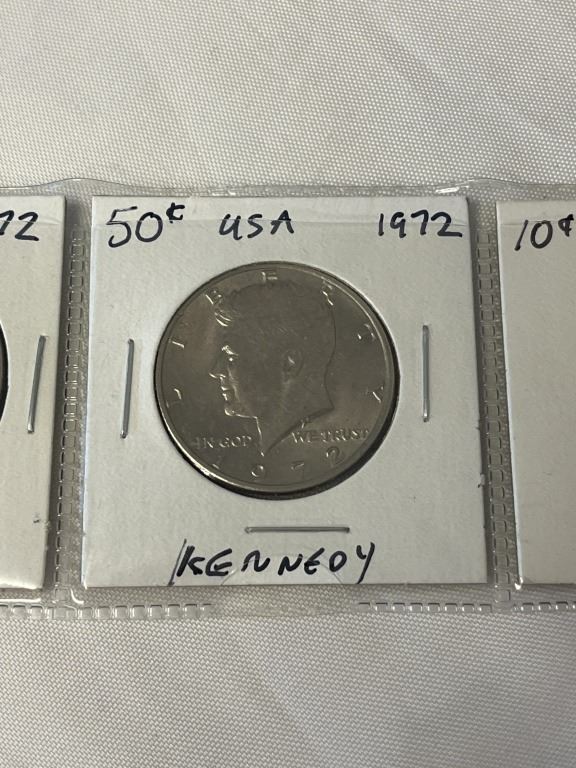 72
50¢ USA 1972
10¢
LIBERTY
IN GOD WE TRUST
1972
KENNEDY